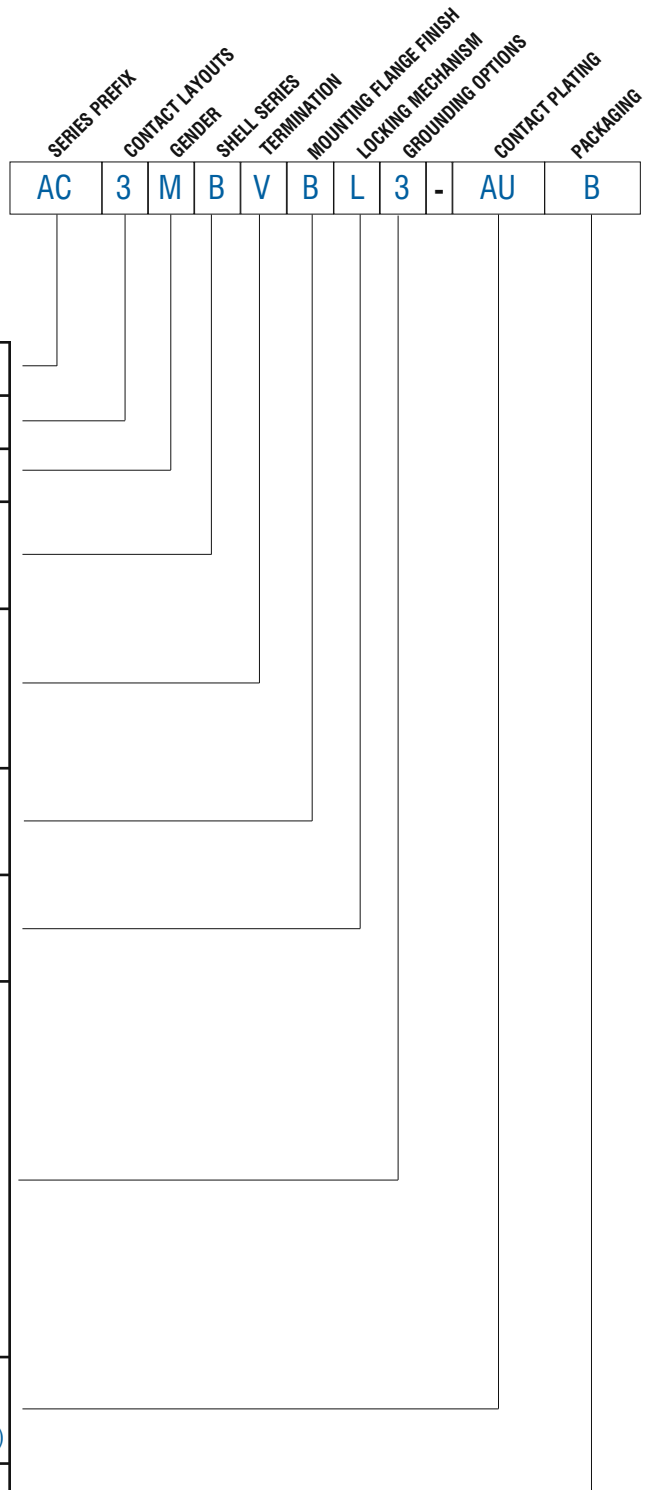 SERIES PREFIX
CONTACT LAYOUTS
GENDER
SHELL SERIES
TERMINATION
MOUNTING FLANGE FINISH
LOCKING MECHANISM
GROUNDING OPTIONS
CONTACT PLATING
PACKAGING
AC 3 M B V B L 3 - AU B
)